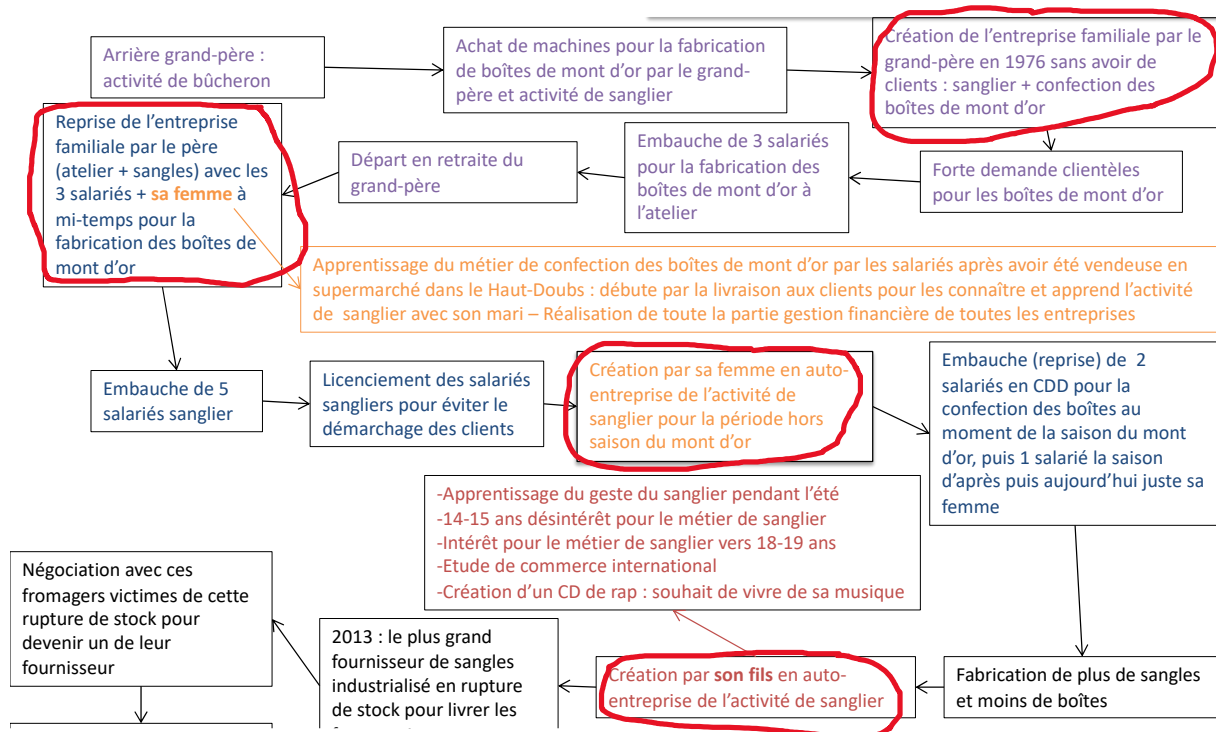 Arrière grand-père :
activité de bûcheron
Achat de machines pour la fabrication
de boîtes de mont d'or par le grand-
père et activité de sanglier
Création de l'entreprise familiale par le
grand-père en 1976 sans avoir de
clients : sanglier + confection des
boîtes de mont d'or
Forte demande clientèles
pour les boîtes de mont d'or
Embauche de 3 salariés
pour la fabrication des
boîtes de mont d'or à
l'atelier
Départ en retraite du
grand-père
Reprise de l'entreprise
familiale par le père
(atelier + sangles) avec les
3 salariés + sa femme à
mi-temps pour la
fabrication des boîtes de
mont d'or
Apprentissage du métier de confection des boîtes de mont d'or par les salariés après avoir été vendeuse en
supermarché dans le Haut-Doubs : débute par la livraison aux clients pour les connaître et apprend l'activité
de sanglier avec son mari – Réalisation de toute la partie gestion financière de toutes les entreprises
Embauche de 5
salariés sanglier
Licenciement des salariés
sangliers pour éviter le
démarchage des clients
Création par sa femme en auto-
entreprise de l'activité de
sanglier pour la période hors
saison du mont d'or
Embauche (reprise) de 2
salariés en CDD pour la
confection des boîtes au
moment de la saison du mont
d'or, puis 1 salarié la saison
d'après puis aujourd'hui juste sa
femme
Fabrication de plus de sangles
et moins de boîtes
Création par son fils en auto-
entreprise de l'activité de sanglier
-Apprentissage du geste du sanglier pendant l'été
-14-15 ans désintérêt pour le métier de sanglier
-Intérêt pour le métier de sanglier vers 18-19 ans
-Etude de commerce international
-Création d'un CD de rap : souhait de vivre de sa musique
2013 : le plus grand
fournisseur de sangles
industrialisé en rupture
de stock pour livrer les
Négociation avec ces
fromagers victimes de cette
rupture de stock pour
devenir un de leur
fournisseur